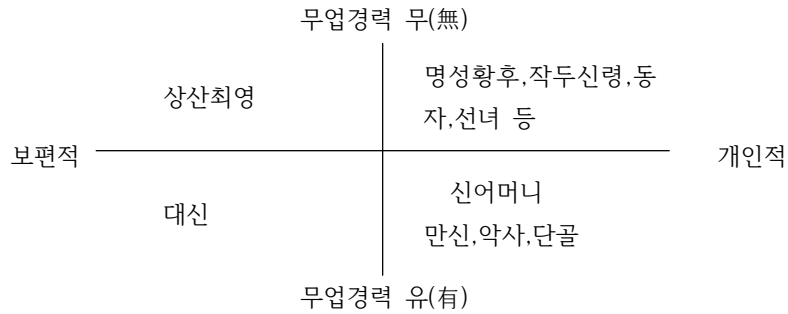 무업경력 무(無)
명성황후,작두신령,동
자,선녀 등
상산최영
보편적
개인적
대신
신어머니
만신,악사,단골
무업경력 유(有)